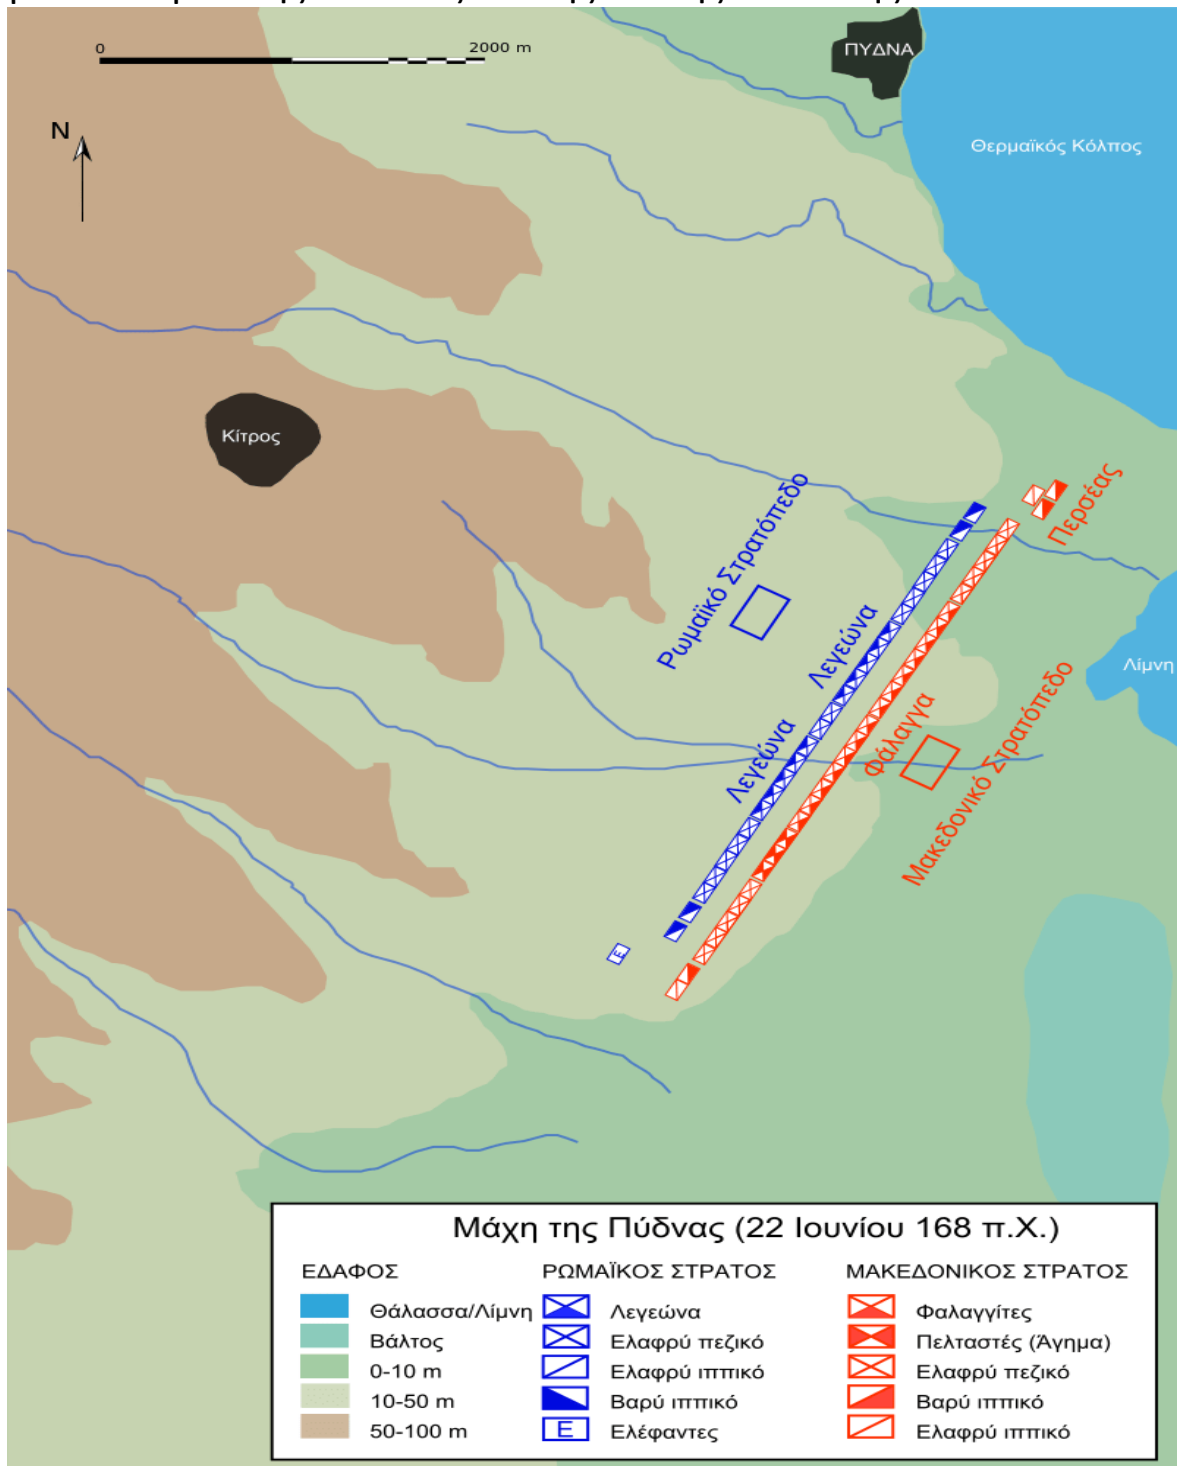 0 2000 m
ΠΥΔΝΑ
N
Θερμαϊκός Κόλπος
Κίτρος
Περσέας
Ρωμαϊκό Στρατόπεδο
Λεγεώνα
Λίμνη
Φάλαγγα
Λεγεώνα
Μακεδονικό Στρατόπεδο
E
Μάχη της Πύδνας (22 Ιουνίου 168 π.Χ.)
ΕΔΑΦΟΣ
Θάλασσα/Λίμνη
Βάλτος
0-10 m
10-50 m
50-100 m
ΡΩΜΑΪΚΟΣ ΣΤΡΑΤΟΣ
Λεγεώνα
Ελαφρύ πεζικό
Ελαφρύ ιππικό
Βαρύ ιππικό
E Ελέφαντες
ΜΑΚΕΔΟΝΙΚΟΣ ΣΤΡΑΤΟΣ
Φαλαγγίτες
Πελταστές (Άγημα)
Ελαφρύ πεζικό
Βαρύ ιππικό
Ελαφρύ ιππικό